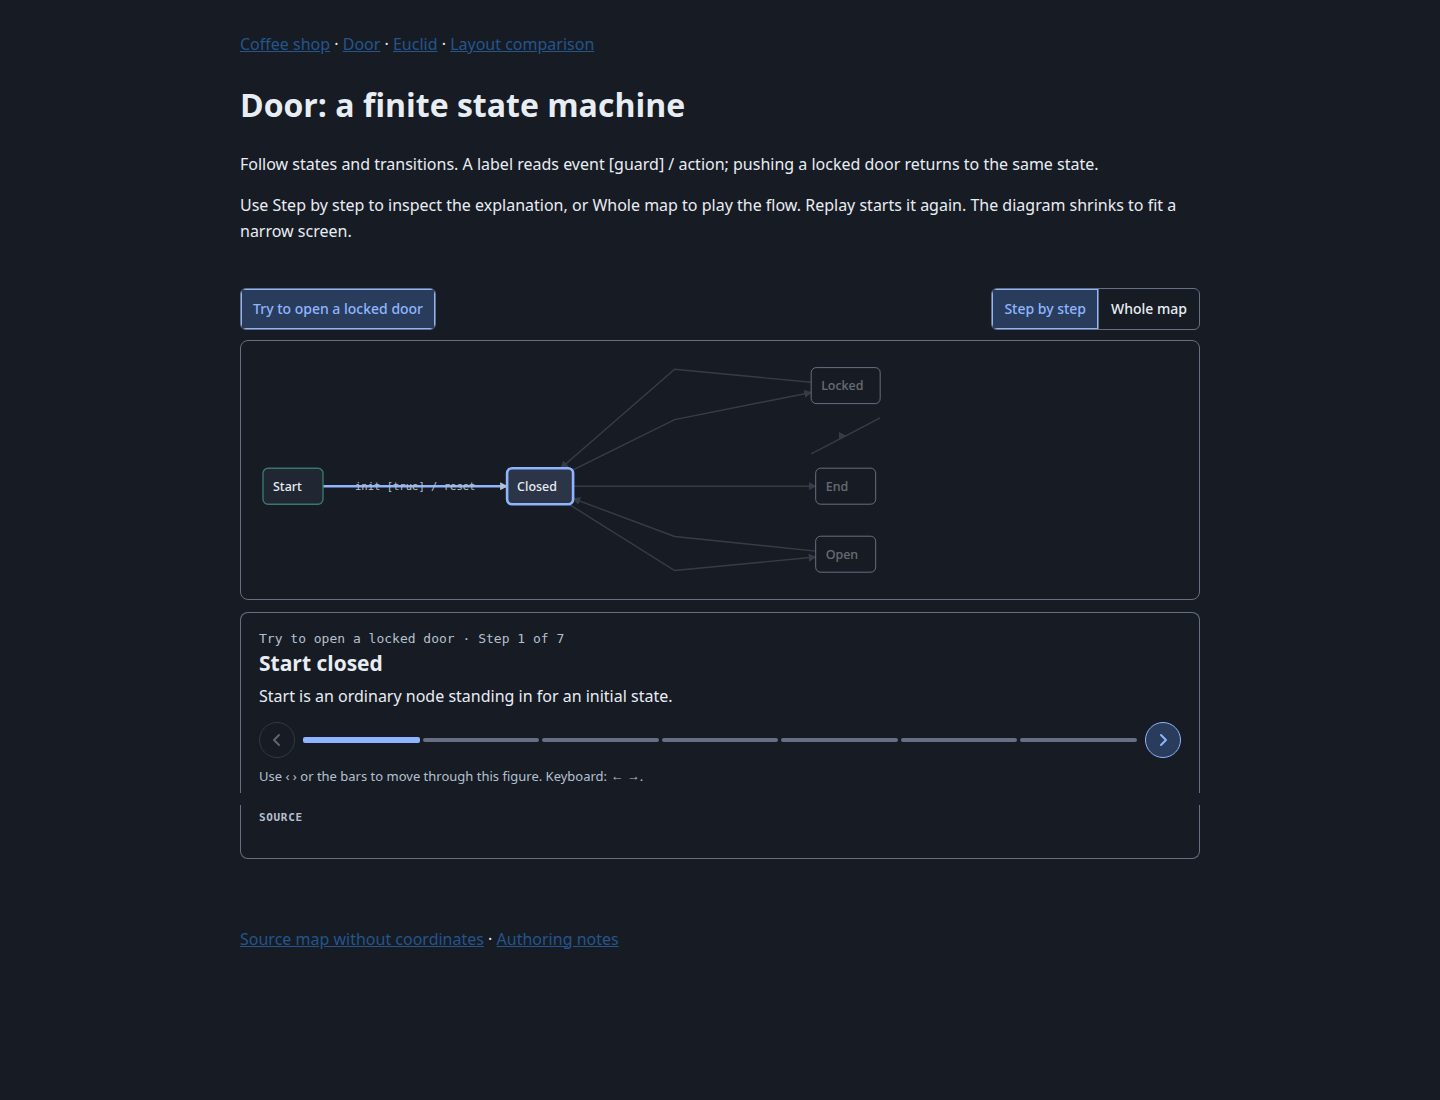 Coffee shop · Door · Euclid · Layout comparison
Door: a finite state machine
Follow states and transitions. A label reads event [guard] / action; pushing a locked door returns to the same state.
Use Step by step to inspect the explanation, or Whole map to play the flow. Replay starts it again. The diagram shrinks to fit a
narrow screen.
Try to open a locked door
Step by step
Whole map
Locked
Start
init [true] / reset
Closed
End
Open
Try to open a locked door · Step 1 of 7
Start closed
Start is an ordinary node standing in for an initial state.
Use ‹ › or the bars to move through this figure. Keyboard: ← →.
SOURCE
Source map without coordinates · Authoring notes